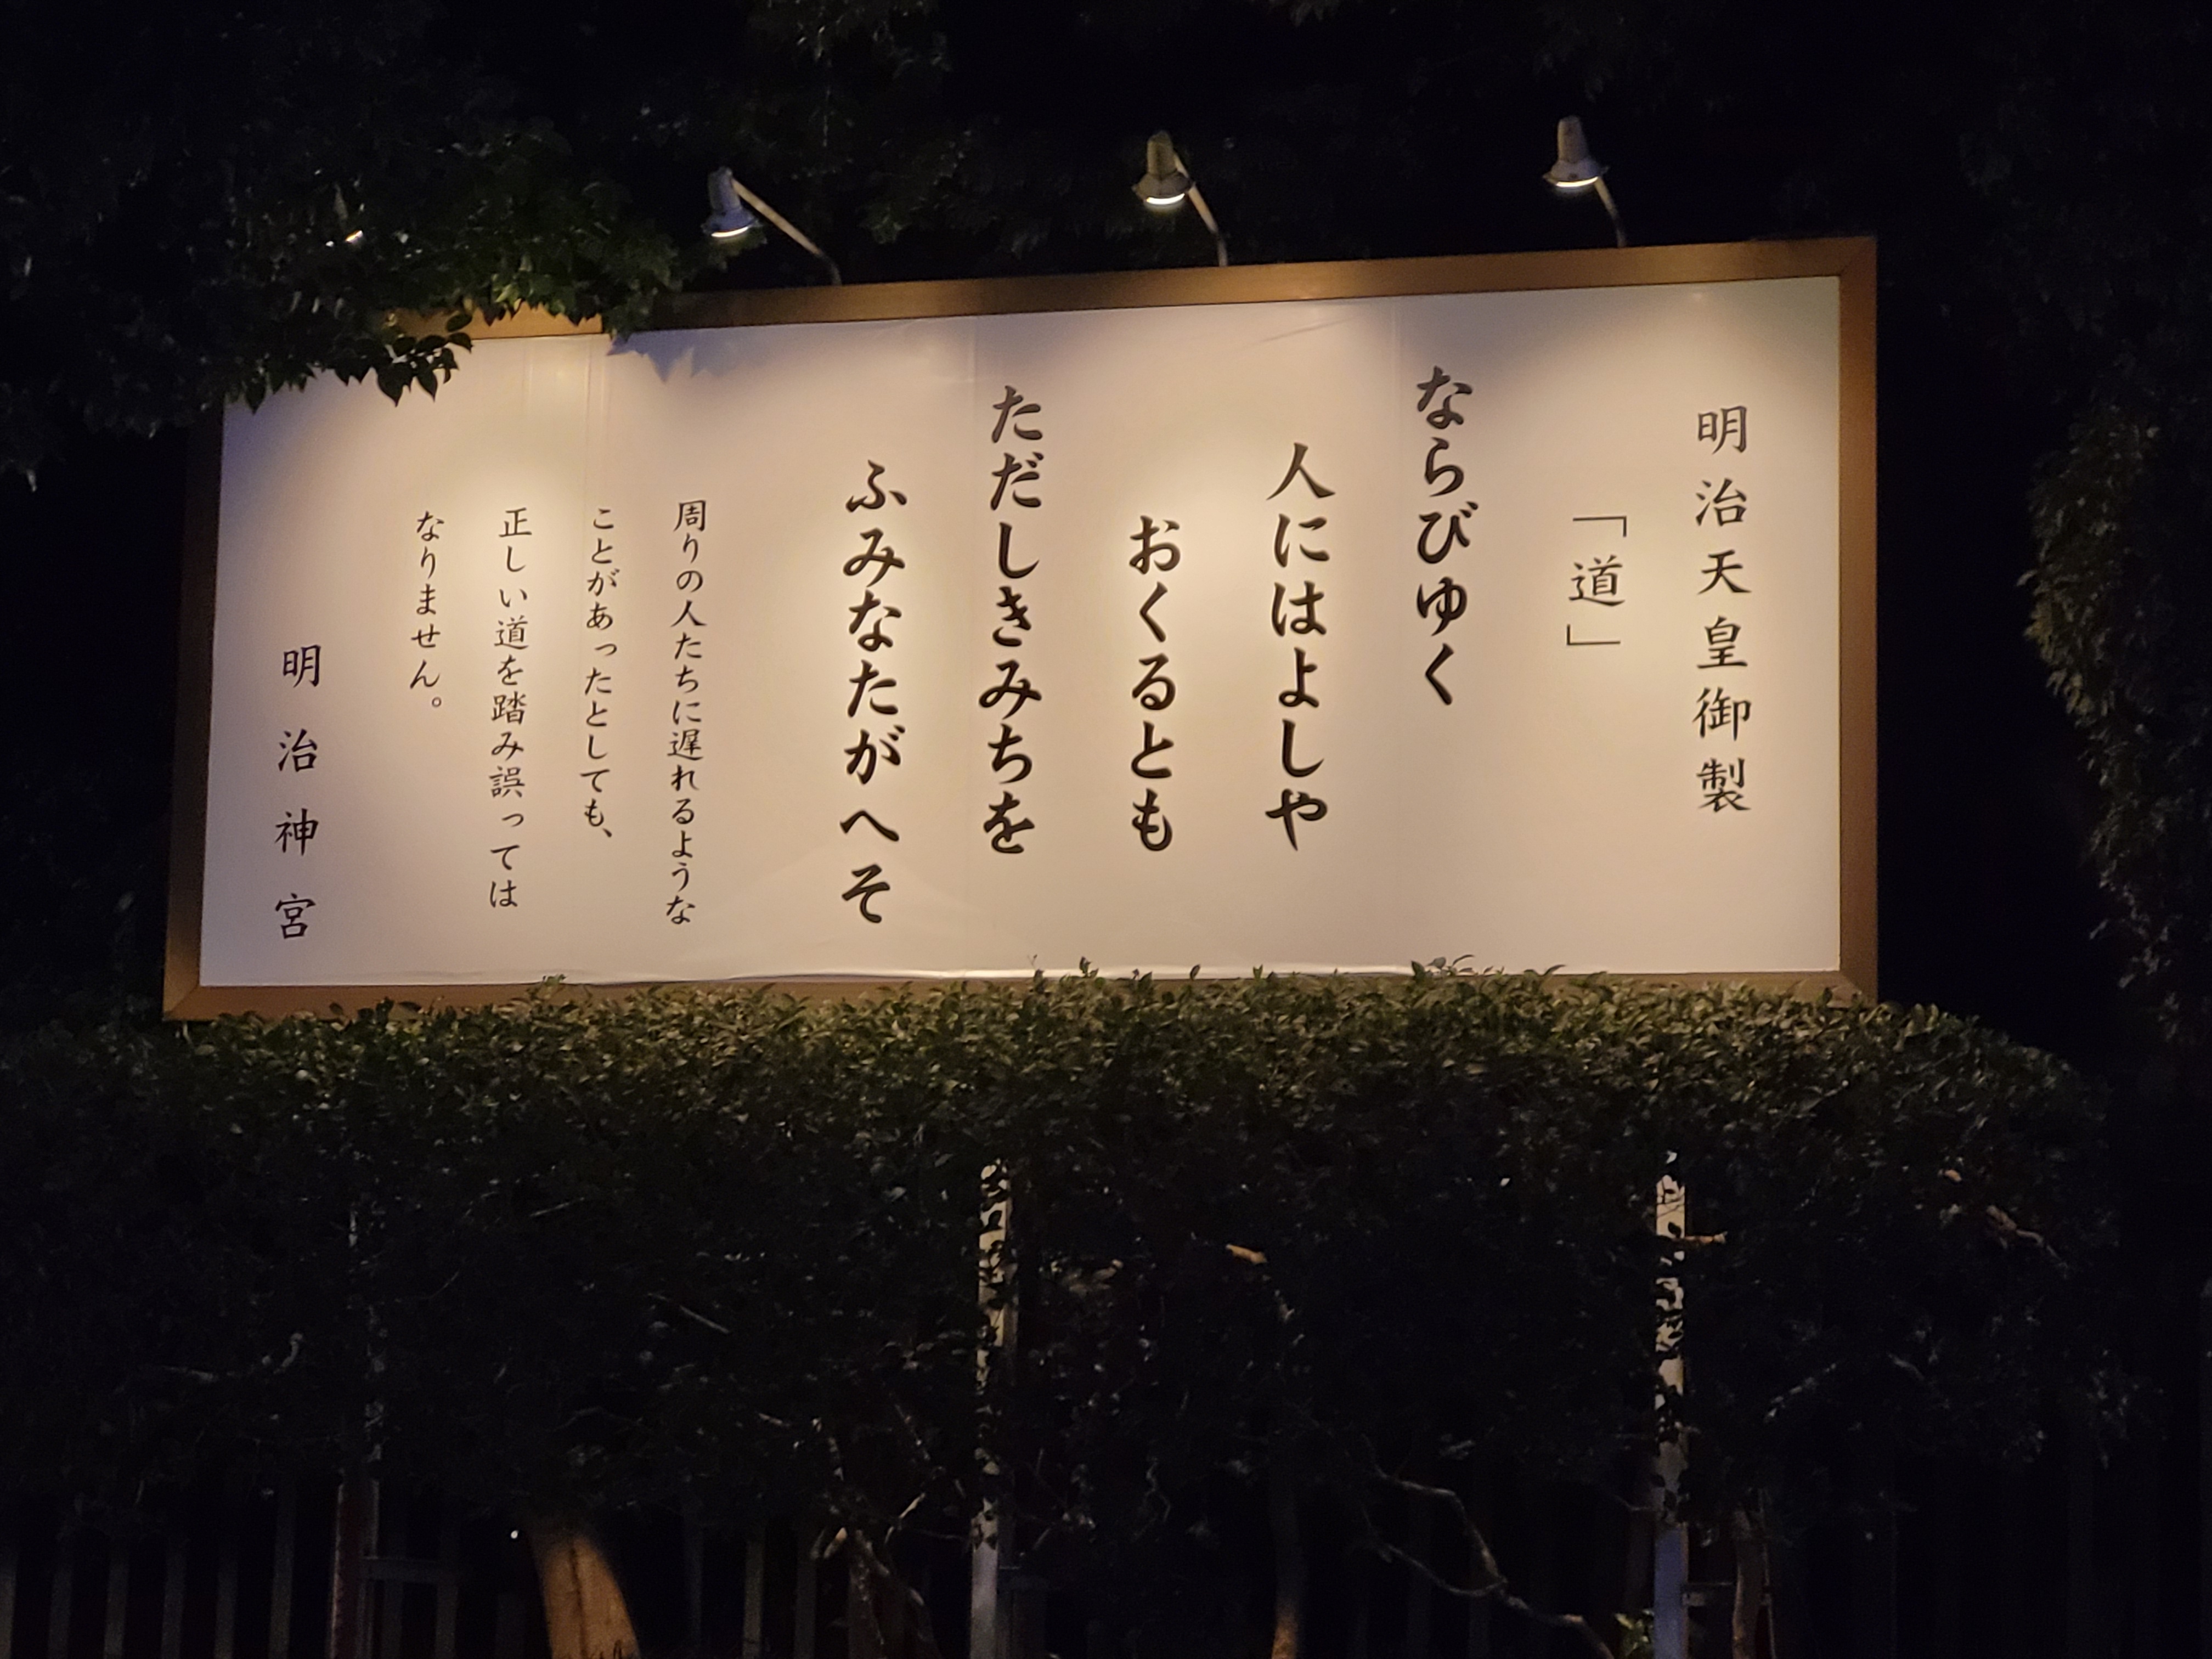 明治天皇御製
「道」
ならびゆく
人にはよしや
おくるとも
ただしきみちを
ふみなたがへそ
周りの人たちに遅れるような
ことがあったとしても、
正しい道を踏み誤っては
なりません。
明治神宮